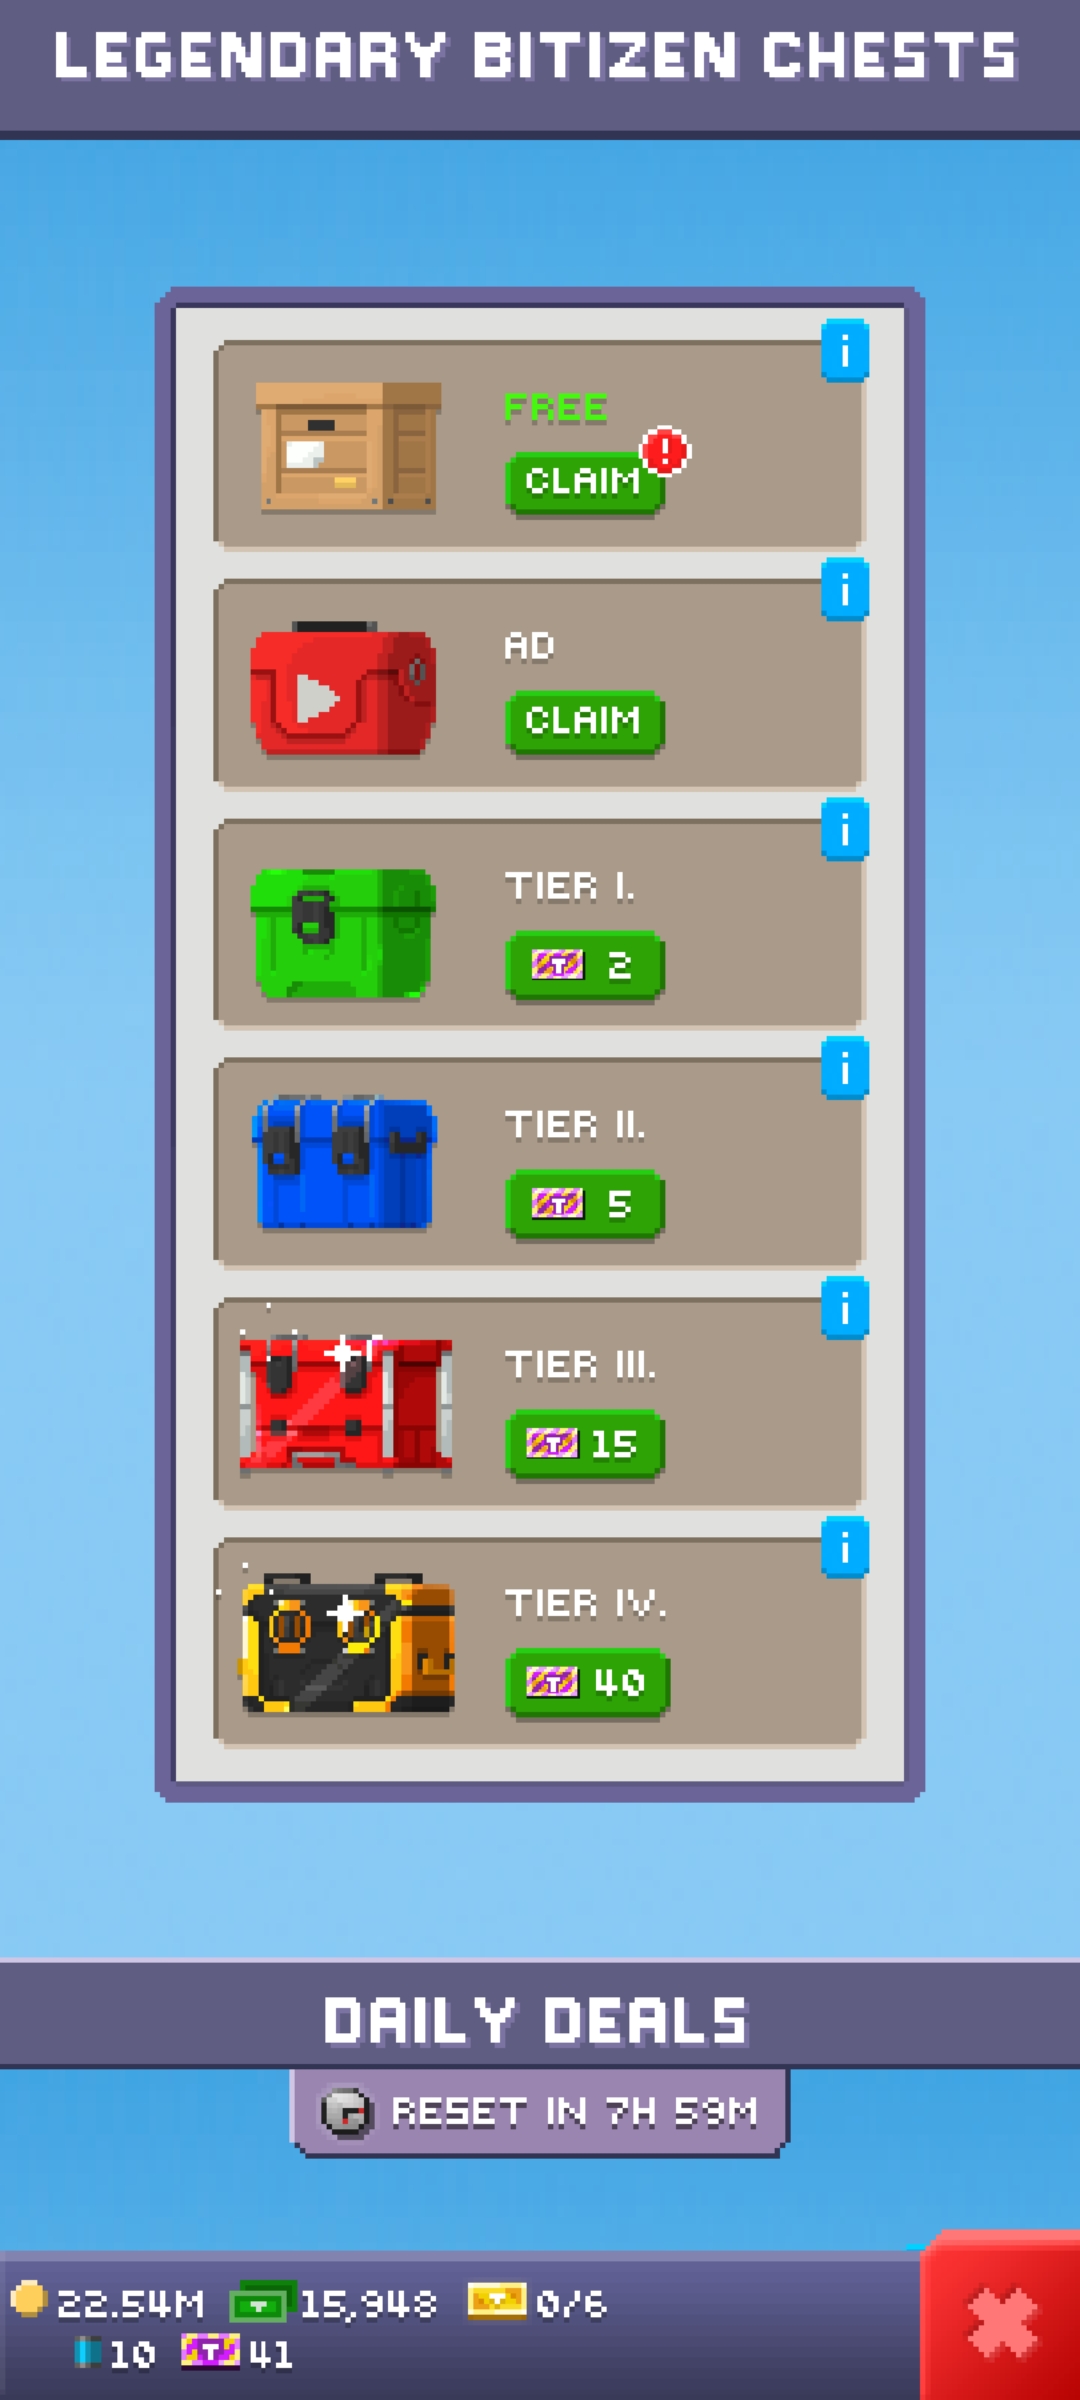 LEGENDARY BITIZEN CHESTS
i
FREE
!
CLAIM
i
AD
CLAIM
i
TIER I.
T 2
i
TIER II.
T 5
i
TIER III.
T 15
i
TIER IV.
T 40
DAILY DEALS
RESET IN 7H 59M
22.54M 15,948 0/6
10 T 41